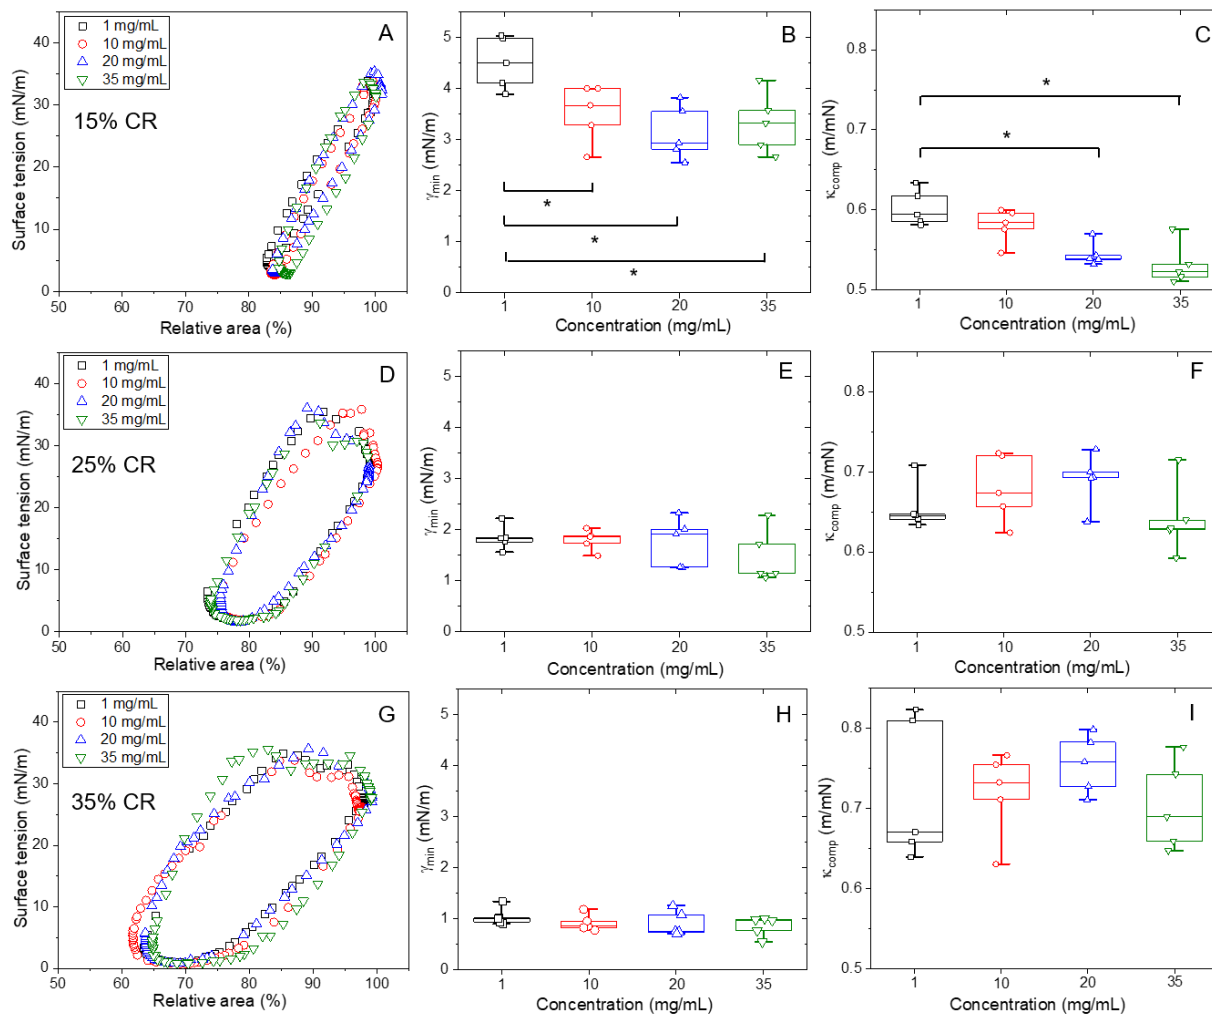 A
1 mg/mL
10 mg/mL
20 mg/mL
35 mg/mL
15% CR
Surface tension (mN/m)
40
30
20
10
0
50 60 70 80 90 100
Relative area (%)
B
γmin (mN/m)
5
4
3
5
2
1
0
*
*
*
1 10 20 35
Concentration (mg/mL)
C
κcomp (m/mN)
0.8
0.7
0.6
0.5
*
*
1 10 20 35
Concentration (mg/mL)
D
1 mg/mL
10 mg/mL
20 mg/mL
35 mg/mL
25% CR
Surface tension (mN/m)
40
30
20
10
0
50 60 70 80 90 100
Relative area (%)
E
γmin (mN/m)
5
4
3
2
1
0
1 10 20 35
Concentration (mg/mL)
F
κcomp (m/mN)
0.8
0.7
0.6
0.5
1 10 20 35
Concentration (mg/mL)
G
1 mg/mL
10 mg/mL
20 mg/mL
35 mg/mL
35% CR
Surface tension (mN/m)
50
40
30
20
10
0
50 60 70 80 90 100
Relative area (%)
H
γmin (mN/m)
5
4
3
2
1
0
1 10 20 35
Concentration (mg/mL)
I
κcomp (m/mN)
0.8
0.7
0.6
0.5
1 10 20 35
Concentration (mg/mL)